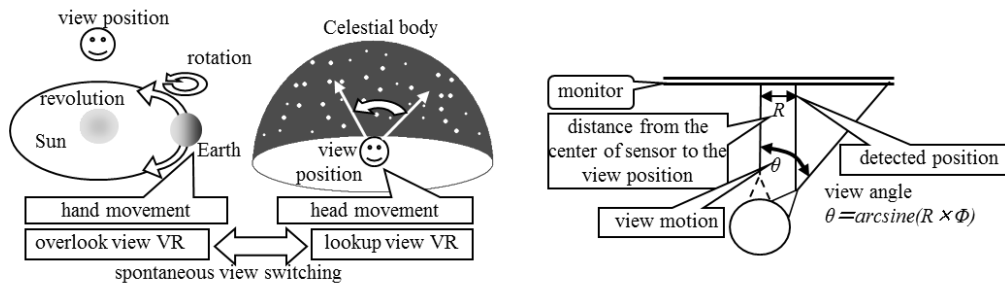 view position
rotation
revolution
Sun
Earth
hand movement
overlook view VR
Celestial body
view
position
head movement
lookup view VR
spontaneous view switching
monitor
R
distance from the
center of sensor to the
view position
θ
detected position
view motion
view angle
θ＝arcsine(R × Φ)